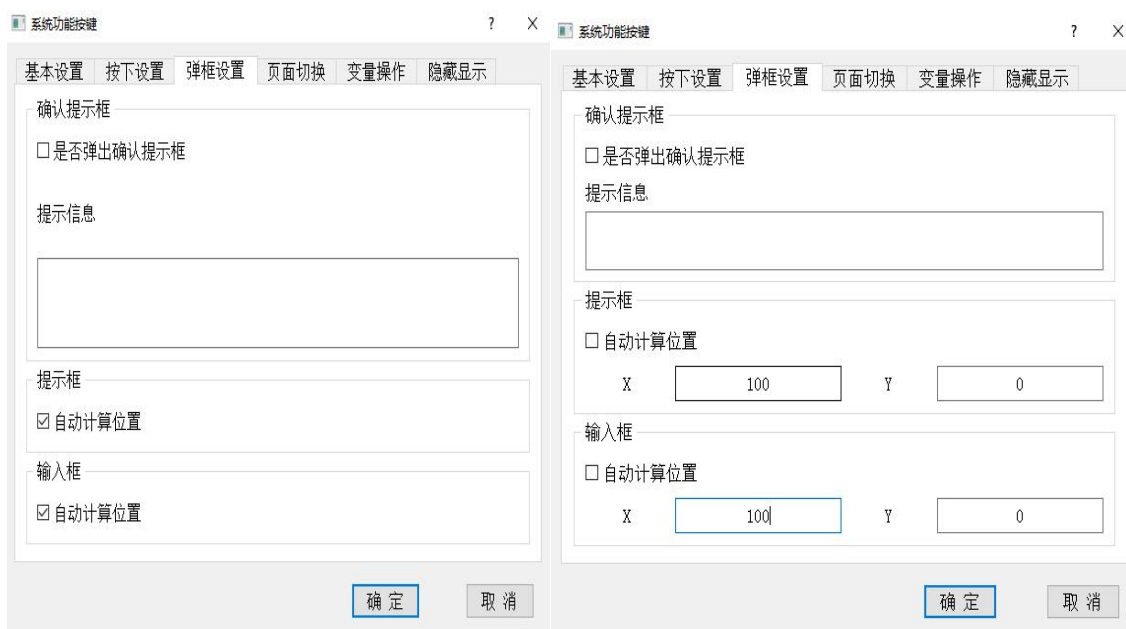 系统功能按键 ?
基本设置 按下设置 弹框设置 页面切换 变量操作 隐藏显示
确认提示框
是否弹出确认提示框
提示信息
提示框
自动计算位置
输入框
自动计算位置
确定 取消
系统功能按键 ?
基本设置 按下设置 弹框设置 页面切换 变量操作 隐藏显示
确认提示框
是否弹出确认提示框
提示信息
提示框
自动计算位置
X 100 Y 0
输入框
自动计算位置
X 100 Y 0
确定 取消